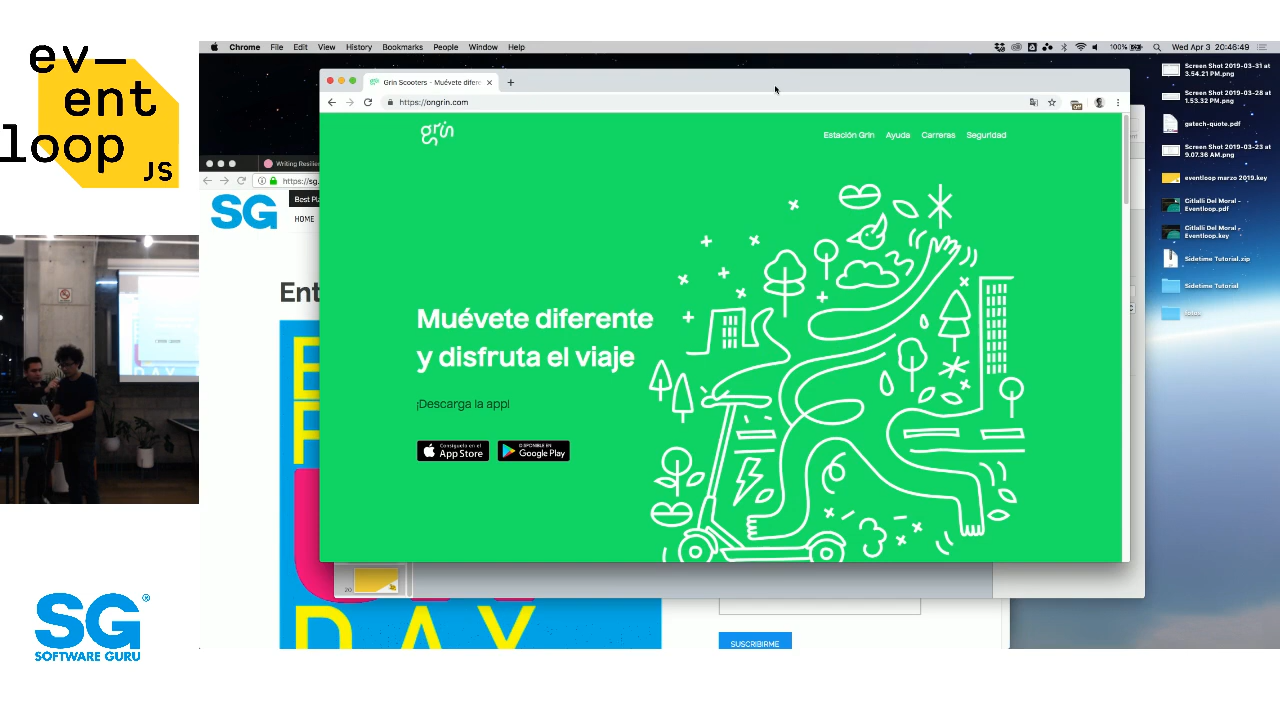 ev—
ent
loop
JS
Chrome File Edit View History Bookmarks People Window Help
100%
Wed Apr 3 20:46:49
Grin Scooters - Muévete difere
https://ongrin.com
grin
Estación Grin Ayuda Carreras Seguridad
Muévete diferente
y disfruta el viaje
¡Descarga la app!
Consíguelo en el
App Store
DISPONIBLE EN
Google Play
Writing Resilie
https://sg.
SG
Best Pla
HOME
Ent
DAY
20
SUSCRIBIRME
Screen Shot 2019-03-31 at
3.54.21 PM.png
Screen Shot 2019-03-28 at
1.53.32 PM.png
gatech-quote.pdf
Screen Shot 2019-03-23 at
9.07.36 AM.png
eventloop marzo 2019.key
Citlalli Del Moral -
Eventloop.pdf
Citlalli Del Moral -
Eventloop.key
Sidetime Tutorial.zip
Sidetime Tutorial
SG®
SOFTWARE GURU